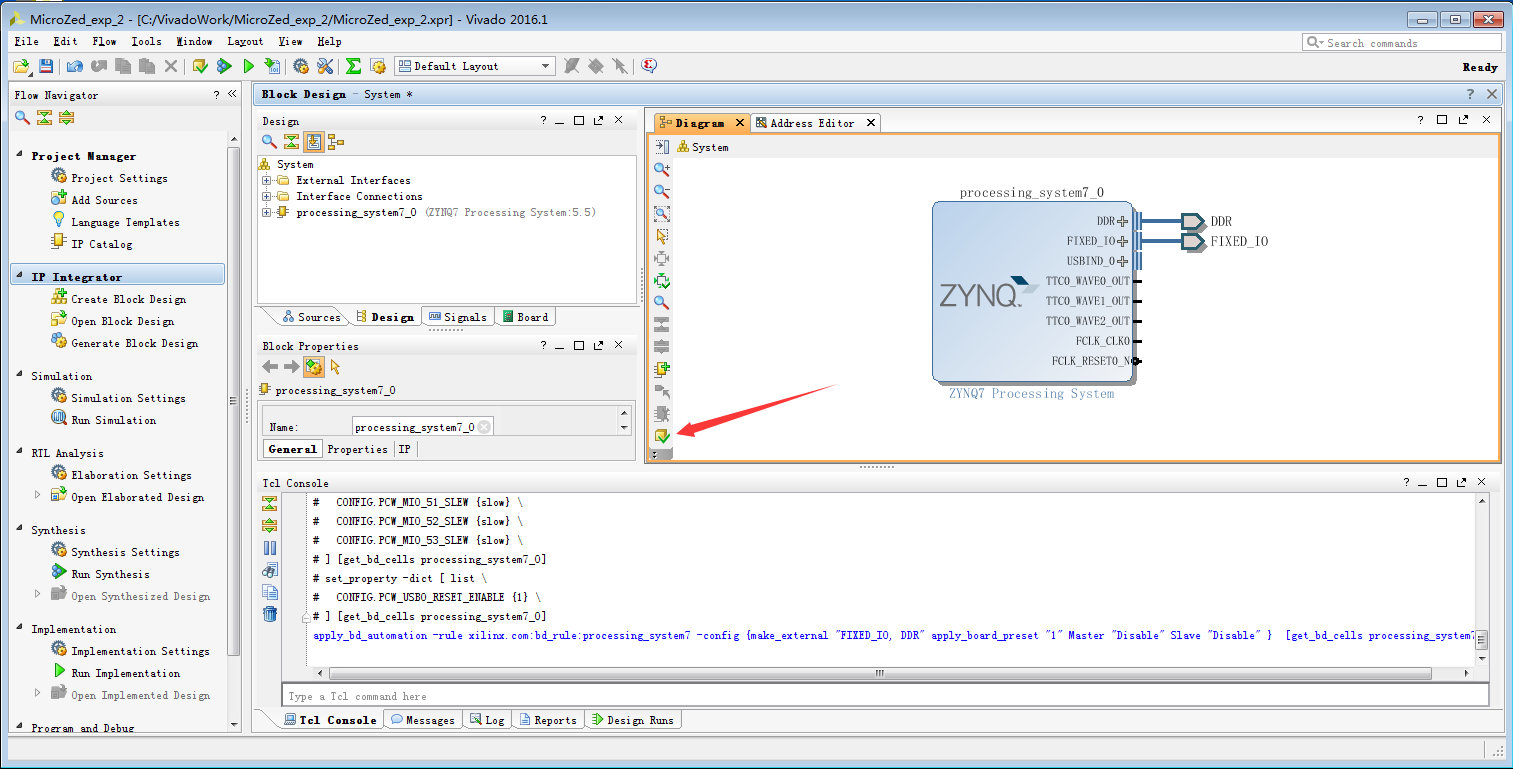 MicroZed_exp_2 - [C:/VivadoWork/MicroZed_exp_2/MicroZed_exp_2.xpr] - Vivado 2016.1
File Edit Flow Tools Window Layout View Help
Search commands
Default Layout
Ready
Flow Navigator
Project Manager
Project Settings
Add Sources
Language Templates
IP Catalog
IP Integrator
Create Block Design
Open Block Design
Generate Block Design
Simulation
Simulation Settings
Run Simulation
RTL Analysis
Elaboration Settings
Open Elaborated Design
Synthesis
Synthesis Settings
Run Synthesis
Open Synthesized Design
Implementation
Implementation Settings
Run Implementation
Open Implemented Design
Program and Debug
Block Design - System *
Design
System
External Interfaces
Interface Connections
processing_system7_0 (ZYNQ7 Processing System:5.5)
Sources Design Signals Board
Block Properties
processing_system7_0
Name: processing_system7_0
General Properties IP
Diagram Address Editor
System
processing_system7_0
DDR
FIXED_IO
USBIND_0
TTC0_WAVE0_OUT
TTC0_WAVE1_OUT
TTC0_WAVE2_OUT
FCLK_CLK0
FCLK_RESET0_N
ZYNQ
DDR
FIXED_IO
ZYNQ7 Processing System
Tcl Console
# CONFIG.PCW_MIO_51_SLEW {slow} \
# CONFIG.PCW_MIO_52_SLEW {slow} \
# CONFIG.PCW_MIO_53_SLEW {slow} \
# ] [get_bd_cells processing_system7_0]
# set_property -dict [ list \
# CONFIG.PCW_USB0_RESET_ENABLE {1} \
# ] [get_bd_cells processing_system7_0]
apply_bd_automation -rule xilinx.com:bd_rule:processing_system7 -config {make_external "FIXED_IO, DDR" apply_board_preset "1" Master "Disable" Slave "Disable" } [get_bd_cells processing_system7
Type a Tcl command here
Tcl Console Messages Log Reports Design Runs